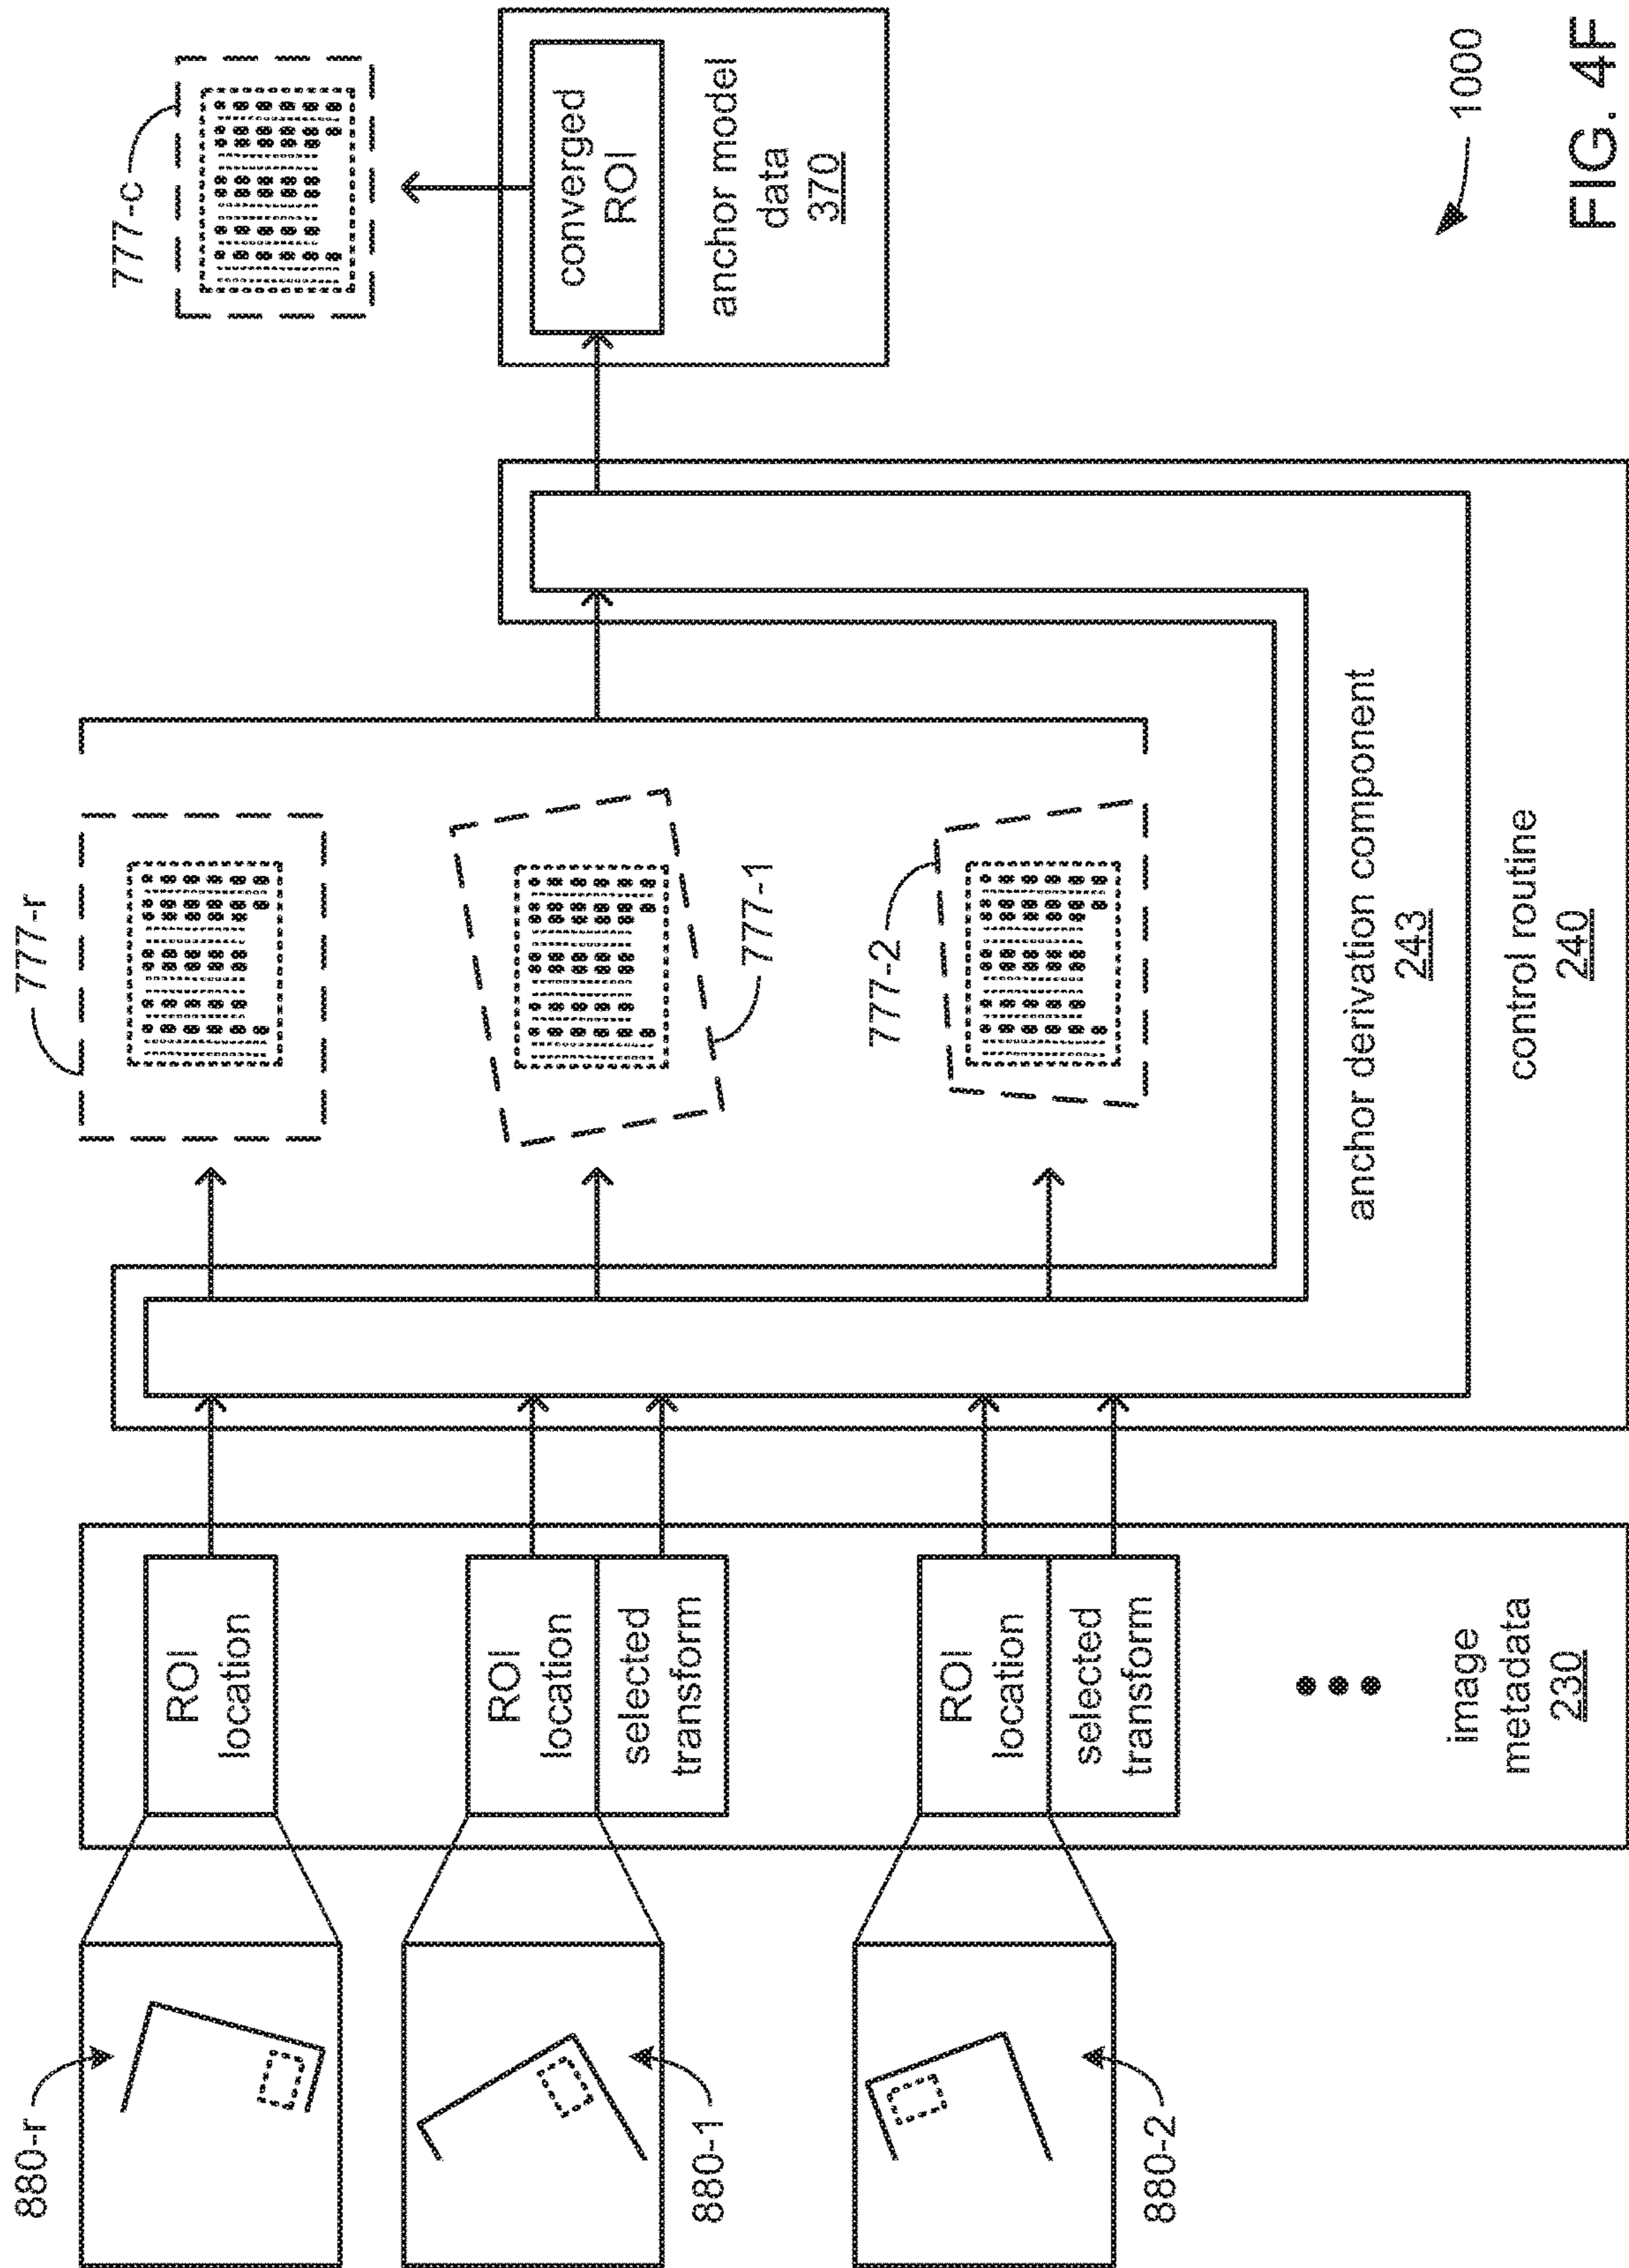 880-r
880-1
880-2
ROI
location
ROI
location
selected
transform
ROI
location
selected
transform
•••
image
metadata
230
777-r
777-1
777-2
anchor derivation component
243
control routine
240
777-c
converged
ROI
anchor model
data
370
1000
FIG. 4F